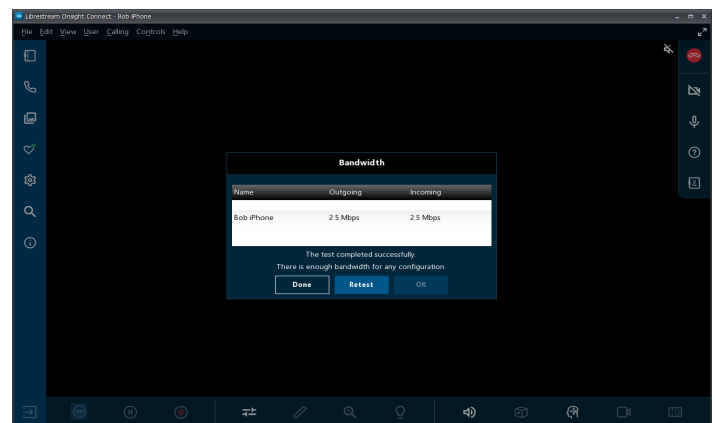 Librestream Onsight Connect - Bob iPhone
File Edit View User Calling Controls Help
Bandwidth
Name Outgoing Incoming
Bob iPhone 2.5 Mbps 2.5 Mbps
The test completed successfully.
There is enough bandwidth for any configuration.
Done Retest OK